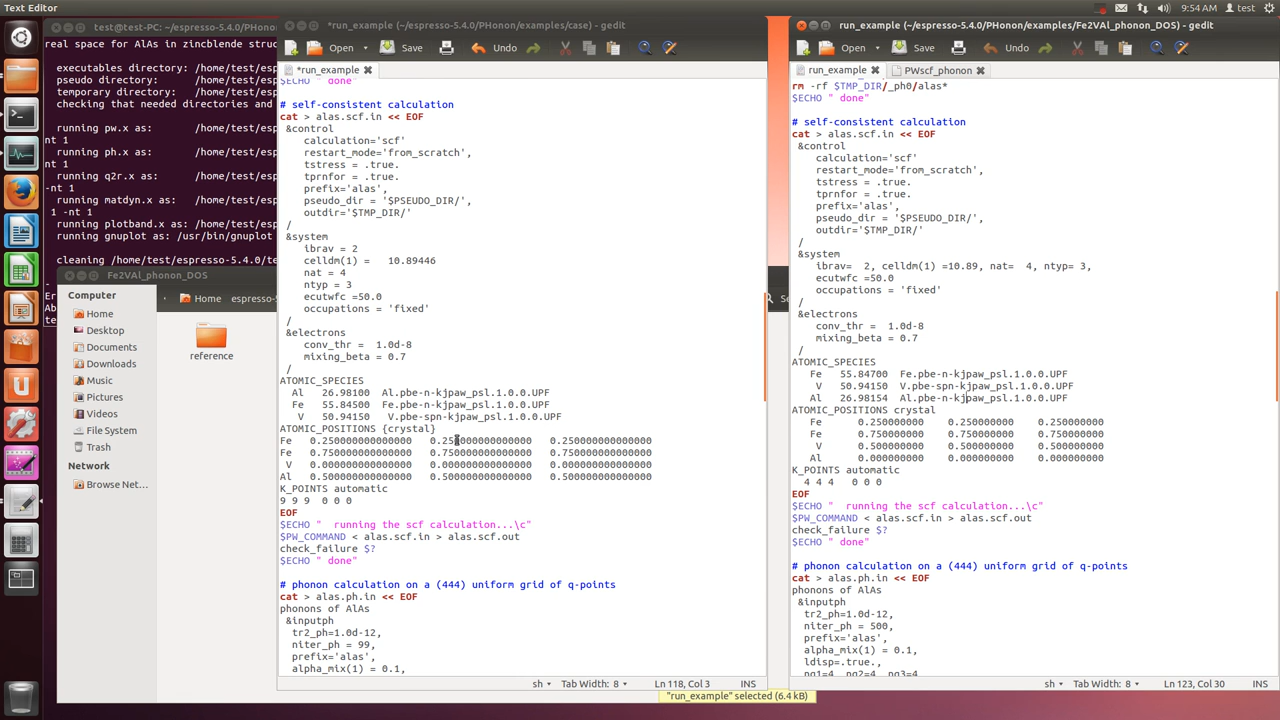 Text Editor
9:54 AM
test
test@test-PC:
real space for AlAs in zincblende struc
executables directory: /home/test/esp
pseudo directory: /home/test/esp
temporary directory: /home/test/esp
checking that needed directories and
running pw.x as: /home/test/esp
nt 1
running ph.x as: /home/test/esp
nt 1
running q2r.x as: /home/test/esp
-nt 1
running matdyn.x as: /home/test/esp
1 -nt 1
running plotband.x as: /home/test/esp
running gnuplot as: /usr/bin/gnuplot
cleaning /home/test/espresso-5.4.0/te
Er
Ab
te
Fe2VAl_phonon_DOS
Computer
Home
Desktop
Documents
Downloads
Music
Pictures
Videos
File System
Trash
Network
Browse Net…
Home
espresso-5.4.0
reference
Se
"run_example" selected (6.4 kB)
*run_example (~/espresso-5.4.0/PHonon/examples/case) - gedit
Open
Save
Undo
*run_example
$ECHO " done"
# self-consistent calculation
cat > alas.scf.in << EOF
&control
calculation='scf'
restart_mode='from_scratch',
tstress = .true.
tprnfor = .true.
prefix='alas',
pseudo_dir = '$PSEUDO_DIR/',
outdir='$TMP_DIR/'
/
&system
ibrav = 2
celldm(1) = 10.89446
nat = 4
ntyp = 3
ecutwfc =50.0
occupations = 'fixed'
/
&electrons
conv_thr = 1.0d-8
mixing_beta = 0.7
/
ATOMIC_SPECIES
Al 26.98100 Al.pbe-n-kjpaw_psl.1.0.0.UPF
Fe 55.84500 Fe.pbe-n-kjpaw_psl.1.0.0.UPF
V 50.94150 V.pbe-spn-kjpaw_psl.1.0.0.UPF
ATOMIC_POSITIONS {crystal}
Fe 0.250000000000000 0.250000000000000 0.250000000000000
Fe 0.750000000000000 0.750000000000000 0.750000000000000
V 0.000000000000000 0.000000000000000 0.000000000000000
Al 0.500000000000000 0.500000000000000 0.500000000000000
K_POINTS automatic
9 9 9 0 0 0
EOF
$ECHO " running the scf calculation...\c"
$PW_COMMAND < alas.scf.in > alas.scf.out
check_failure $?
$ECHO " done"
# phonon calculation on a (444) uniform grid of q-points
cat > alas.ph.in << EOF
phonons of AlAs
&inputph
tr2_ph=1.0d-12,
niter_ph = 99,
prefix='alas',
alpha_mix(1) = 0.1,
sh
Tab Width: 8
Ln 118, Col 3
INS
run_example (~/espresso-5.4.0/PHonon/examples/Fe2VAl_phonon_DOS) - gedit
Open
Save
Undo
run_example
PWscf_phonon
rm -rf $TMP_DIR/_ph0/alas*
$ECHO " done"
# self-consistent calculation
cat > alas.scf.in << EOF
&control
calculation='scf'
restart_mode='from_scratch',
tstress = .true.
tprnfor = .true.
prefix='alas',
pseudo_dir = '$PSEUDO_DIR/',
outdir='$TMP_DIR/'
/
&system
ibrav= 2, celldm(1) =10.89, nat= 4, ntyp= 3,
ecutwfc =50.0
occupations = 'fixed'
/
&electrons
conv_thr = 1.0d-8
mixing_beta = 0.7
/
ATOMIC_SPECIES
Fe 55.84700 Fe.pbe-n-kjpaw_psl.1.0.0.UPF
V 50.94150 V.pbe-spn-kjpaw_psl.1.0.0.UPF
Al 26.98154 Al.pbe-n-kjpaw_psl.1.0.0.UPF
ATOMIC_POSITIONS crystal
Fe 0.250000000 0.250000000 0.250000000
Fe 0.750000000 0.750000000 0.750000000
V 0.500000000 0.500000000 0.500000000
Al 0.000000000 0.000000000 0.000000000
K_POINTS automatic
4 4 4 0 0 0
EOF
$ECHO " running the scf calculation...\c"
$PW_COMMAND < alas.scf.in > alas.scf.out
check_failure $?
$ECHO " done"
# phonon calculation on a (444) uniform grid of q-points
cat > alas.ph.in << EOF
phonons of AlAs
&inputph
tr2_ph=1.0d-12,
niter_ph = 500,
prefix='alas',
alpha_mix(1) = 0.1,
ldisp=.true.,
nq1=4, nq2=4, nq3=4
sh
Tab Width: 8
Ln 123, Col 30
INS